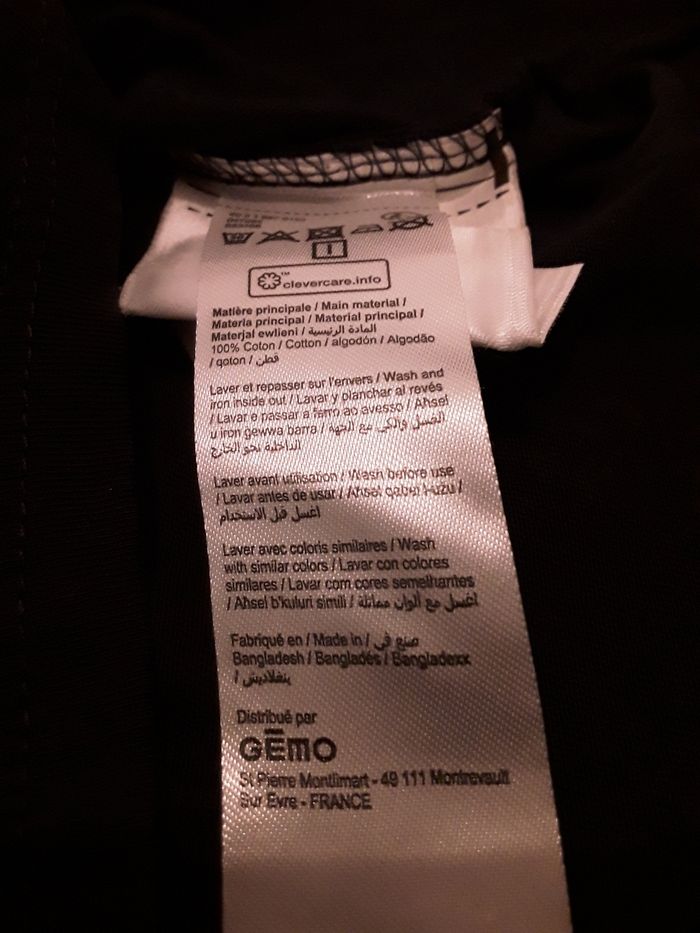 TM
clevercare.info
Matière principale / Main material /
Materia principal / Material principal /
Materjal ewlieni / المادة الرئيسية
100% Coton / Cotton / algodón / Algodão
/ qoton / قطن
Laver et repasser sur l'envers / Wash and
iron inside out / Lavar y planchar al revés
/ Lavar e passar a ferro ao avesso / Aħsel
u iron gewwa barra / الغسل والكي مع الجهة
الداخلية نحو الخارج
Laver avant utilisation / Wash before use
/ Lavar antes de usar / Aħsel qabel l-użu /
اغسل قبل الاستخدام
Laver avec coloris similaires / Wash
with similar colors / Lavar con colores
similares / Lavar com cores semelhantes
/ Aħsel b'kuluri simili / اغسل مع ألوان مماثلة
Fabriqué en / Made in / صنع في
Bangladesh / Bangladés / Bangladexx
/ بنغلاديش
Distribué par
GĒMO
St Pierre Montlimart - 49 111 Montrevault
Sur Evre - FRANCE